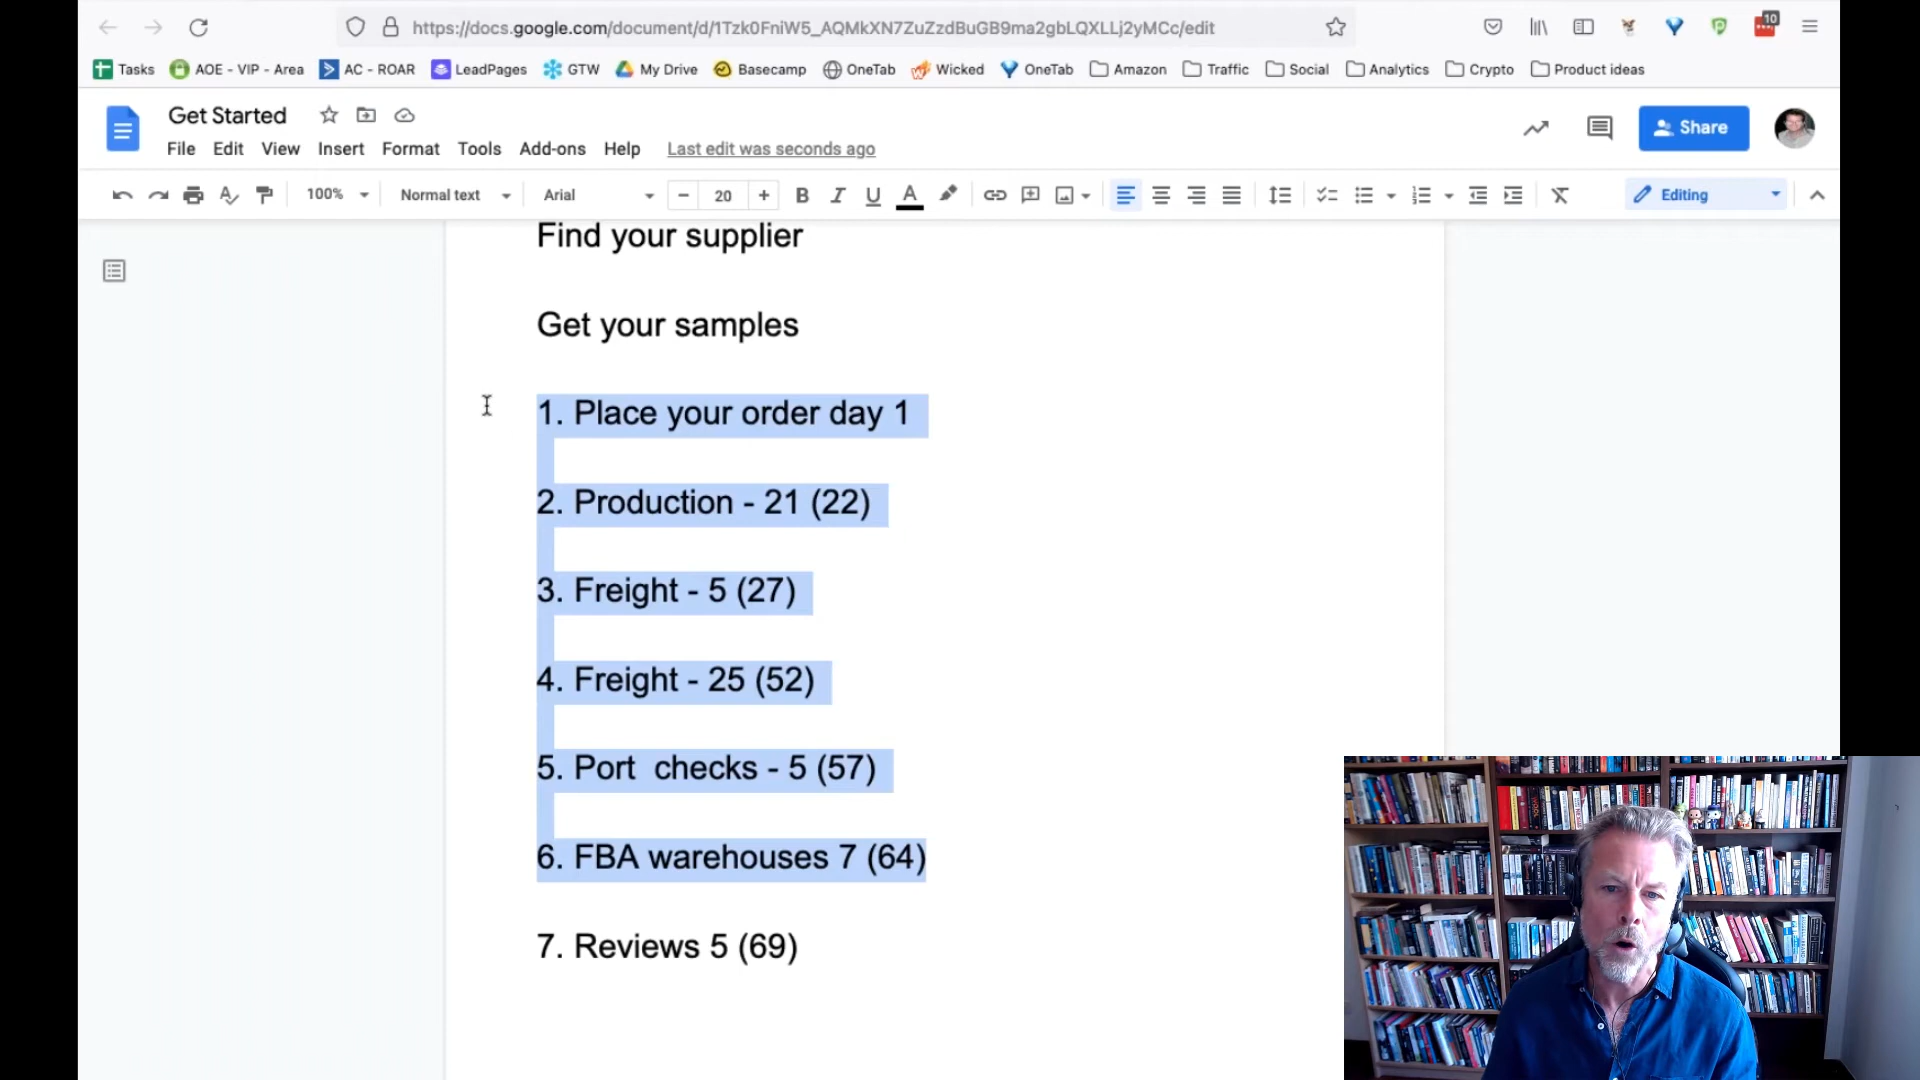 https://docs.google.com/document/d/1Tzk0FniW5_AQMkXN7ZuZzdBuGB9ma2gbLQXLLj2yMCc/edit
10
Tasks AOE - VIP - Area AC - ROAR LeadPages GTW My Drive Basecamp OneTab Wicked OneTab Amazon Traffic Social Analytics Crypto Product ideas
Get Started
Share
File Edit View Insert Format Tools Add-ons Help Last edit was seconds ago
100% Normal text Arial 20 Editing
Find your supplier
Get your samples
1. Place your order day 1
2. Production - 21 (22)
3. Freight - 5 (27)
4. Freight - 25 (52)
5. Port  checks - 5 (57)
6. FBA warehouses 7 (64)
7. Reviews 5 (69)